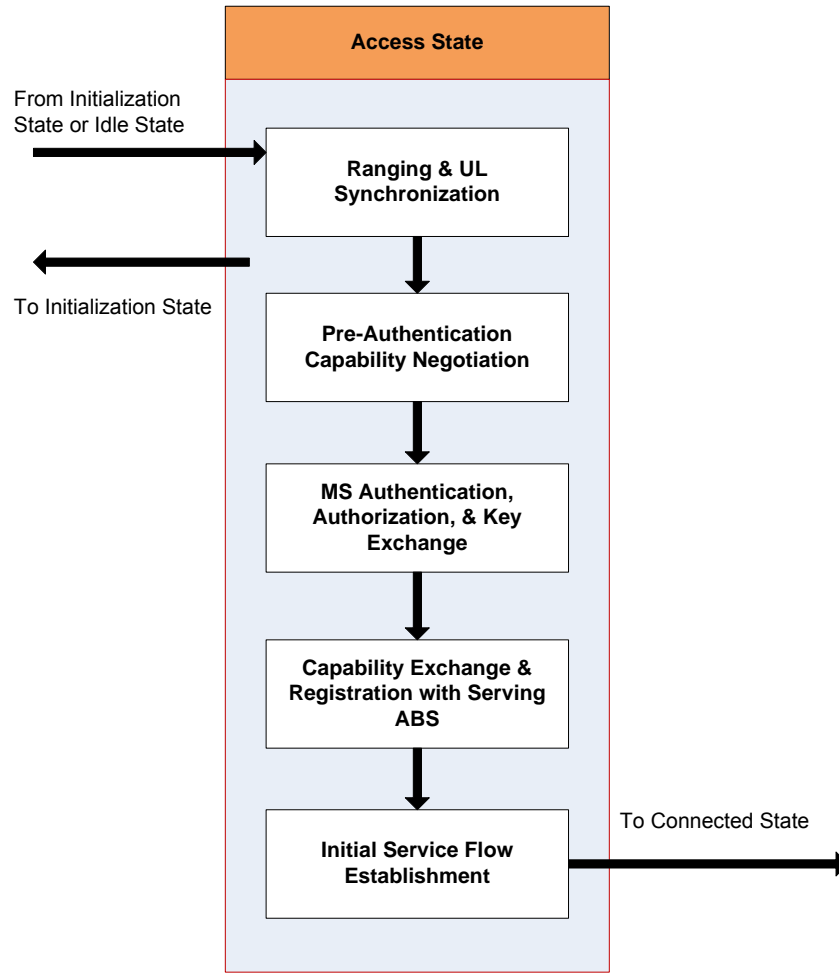 Access State
From Initialization
State or Idle State
Ranging & UL
Synchronization
To Initialization State
Pre-Authentication
Capability Negotiation
MS Authentication,
Authorization, & Key
Exchange
Capability Exchange &
Registration with Serving
ABS
To Connected State
Initial Service Flow
Establishment